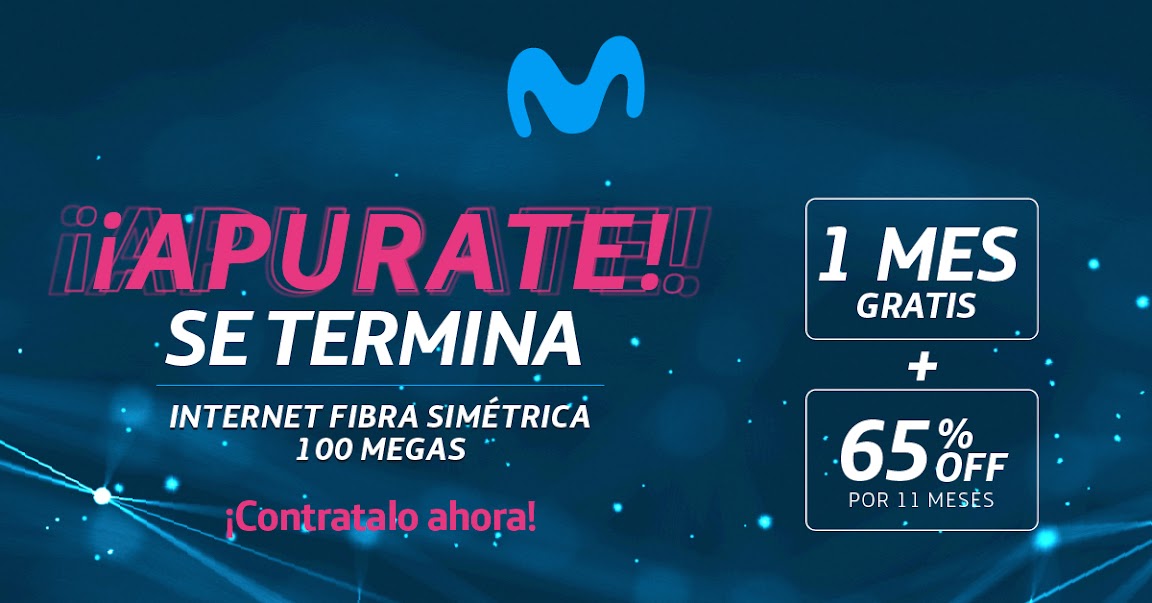 ¡APURATE!
SE TERMINA
INTERNET FIBRA SIMÉTRICA
100 MEGAS
¡Contratalo ahora!
1 MES
GRATIS
+
65% OFF
POR 11 MESES